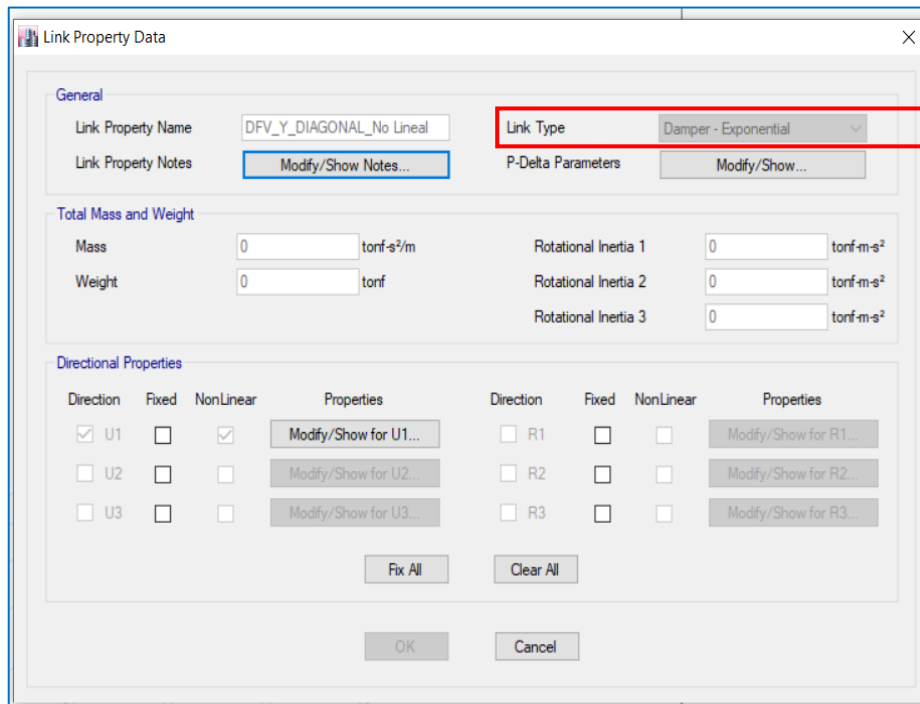 Link Property Data
General
Link Property Name DFV_Y_DIAGONAL_No Lineal Link Type Damper - Exponential
Link Property Notes Modify/Show Notes... P-Delta Parameters Modify/Show...
Total Mass and Weight
Mass 0 tonf-s²/m Rotational Inertia 1 0 tonf-m-s²
Weight 0 tonf Rotational Inertia 2 0 tonf-m-s²
Rotational Inertia 3 0 tonf-m-s²
Directional Properties
Direction Fixed NonLinear Properties Direction Fixed NonLinear Properties
U1 Modify/Show for U1... R1 Modify/Show for R1...
U2 Modify/Show for U2... R2 Modify/Show for R2...
U3 Modify/Show for U3... R3 Modify/Show for R3...
Fix All Clear All
OK Cancel